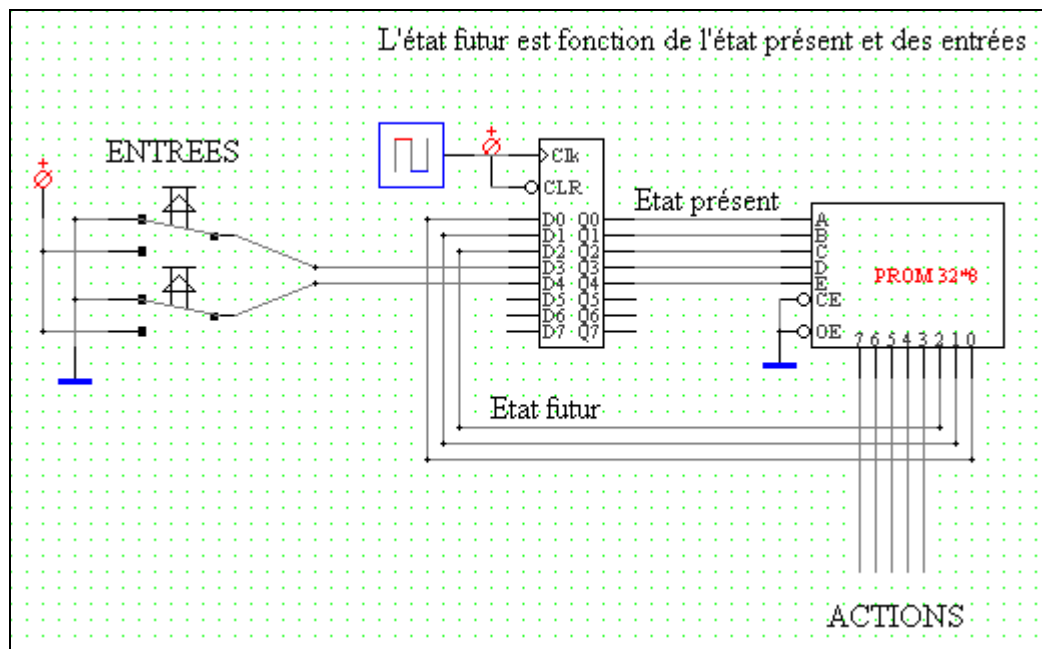 L'état futur est fonction de l'état présent et des entrées
ENTREES
+
+
Clk
CLR
Etat présent
D0 Q0
D1 Q1
D2 Q2
D3 Q3
D4 Q4
D5 Q5
D6 Q6
D7 Q7
A
B
C
D
E
PROM 32*8
CE
OE
7 6 5 4 3 2 1 0
Etat futur
ACTIONS